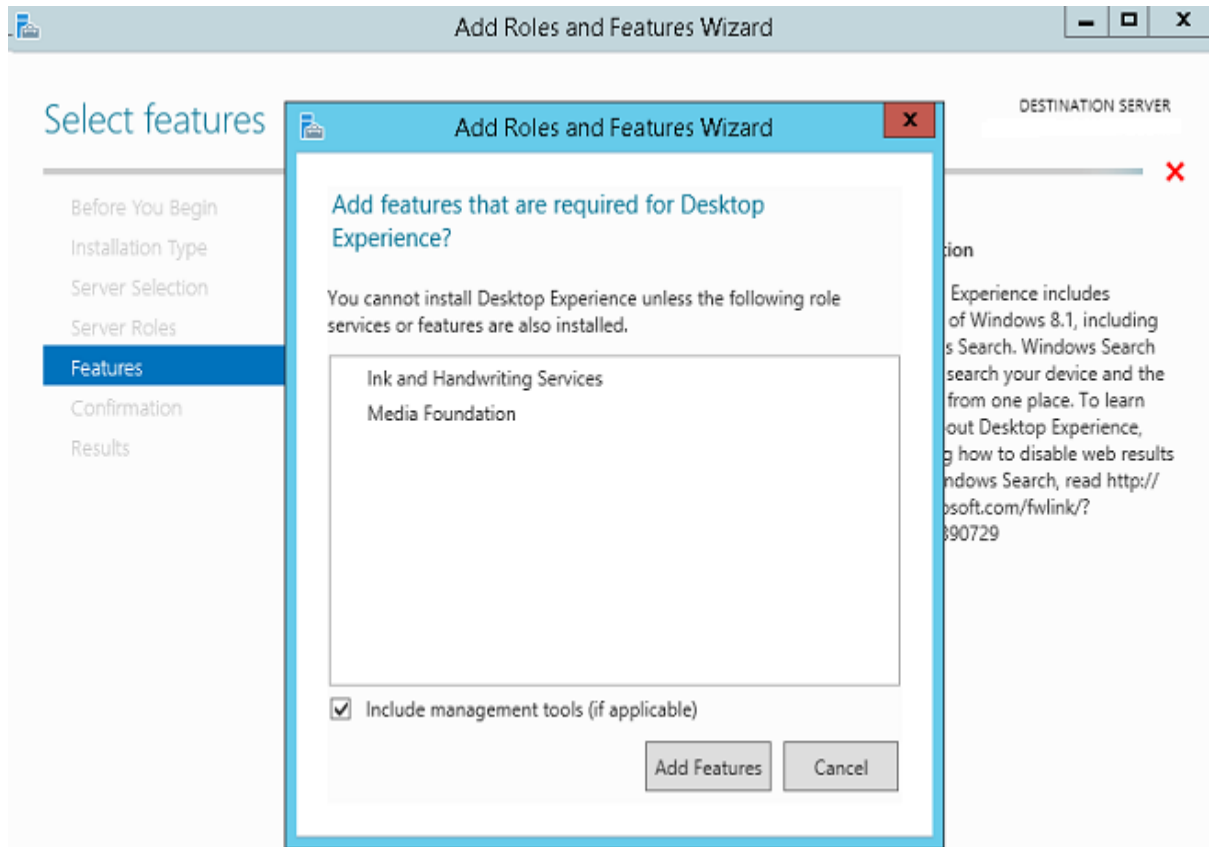 Add Roles and Features Wizard
Select features
DESTINATION SERVER
Before You Begin
Installation Type
Server Selection
Server Roles
Features
Confirmation
Results
Add Roles and Features Wizard
Add features that are required for Desktop
Experience?
You cannot install Desktop Experience unless the following role
services or features are also installed.
Ink and Handwriting Services
Media Foundation
Include management tools (if applicable)
Add Features
Cancel
tion
Experience includes
of Windows 8.1, including
s Search. Windows Search
search your device and the
from one place. To learn
out Desktop Experience,
g how to disable web results
ndows Search, read http://
osoft.com/fwlink/?
390729